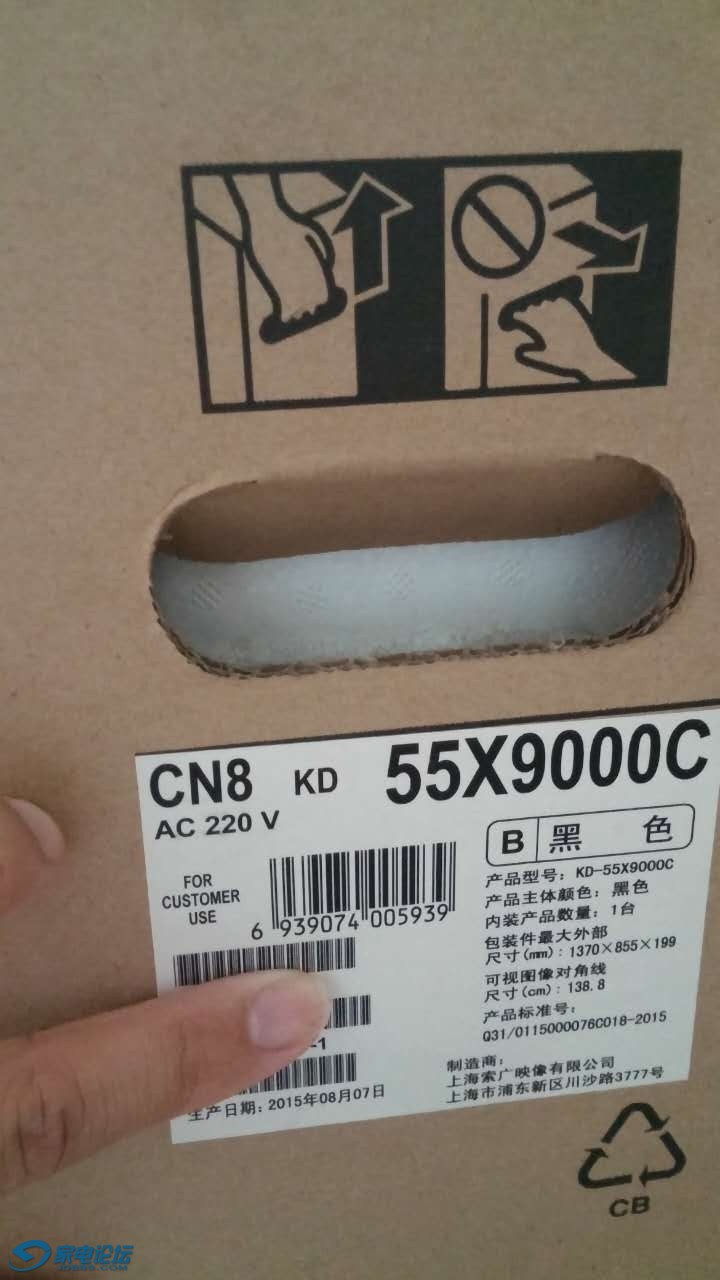 CN8 KD 55X9000C
AC 220 V
B 黑 色
FOR
CUSTOMER
USE
6 939074 005939
-1
生产日期: 2015年08月07日
产品型号: KD-55X9000C
产品主体颜色: 黑色
内装产品数量: 1台
包装件最大外部
尺寸(mm): 1370×855×199
可视图像对角线
尺寸(cm): 138.8
产品标准号:
Q31/0115000076C018-2015
制造商:
上海索广映像有限公司
上海市浦东新区川沙路3777号
CB
家电论坛
JDBBS.COM